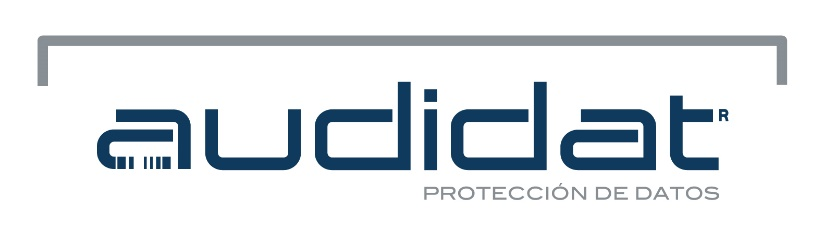 audidat R
PROTECCIÓN DE DATOS